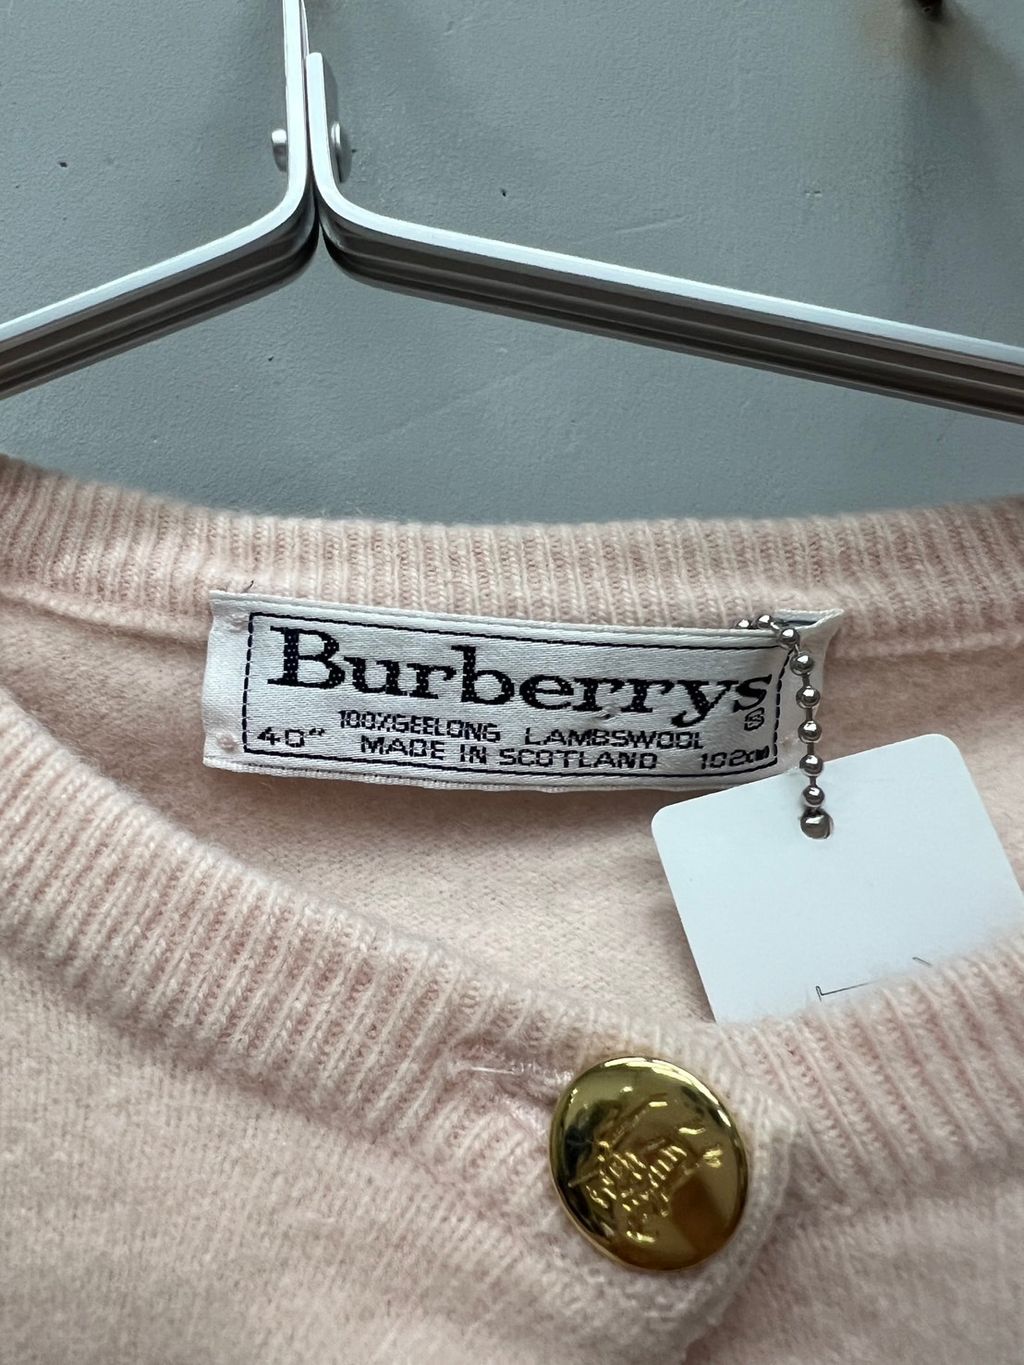 Burberrys
100%GEELONG LAMBSWOOL
40" MADE IN SCOTLAND 102cm